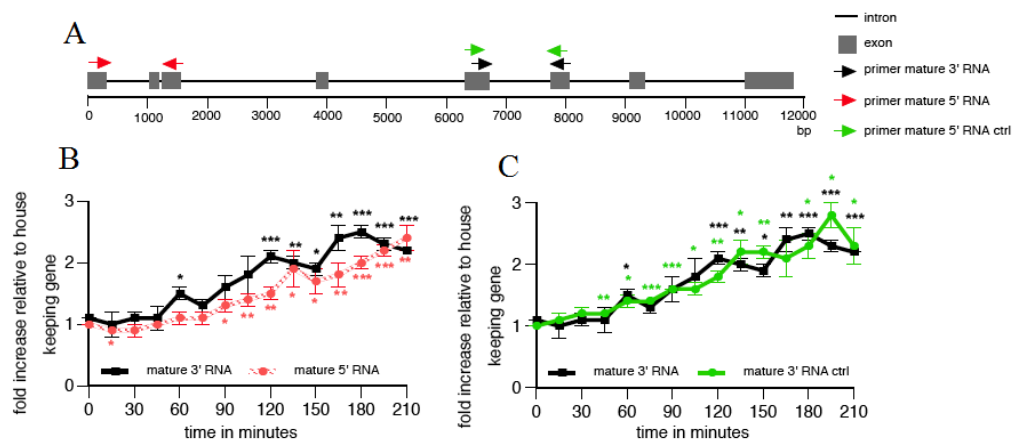 A
intron
exon
primer mature 3' RNA
primer mature 5' RNA
primer mature 5' RNA ctrl
0 1000 2000 3000 4000 5000 6000 7000 8000 9000 10000 11000 12000
bp
B
fold increase relative to house
keeping gene
3
2
1
0
* *** ** * ** *** *** ***
* * ** ** * * ** *** *** **
mature 3' RNA mature 5' RNA
0 30 60 90 120 150 180 210
time in minutes
C
fold increase relative to house
keeping gene
3
2
1
0
** * *** *** * ** * ** * * *
* *** ** * ** *** *** ***
mature 3' RNA mature 3' RNA ctrl
0 30 60 90 120 150 180 210
time in minutes